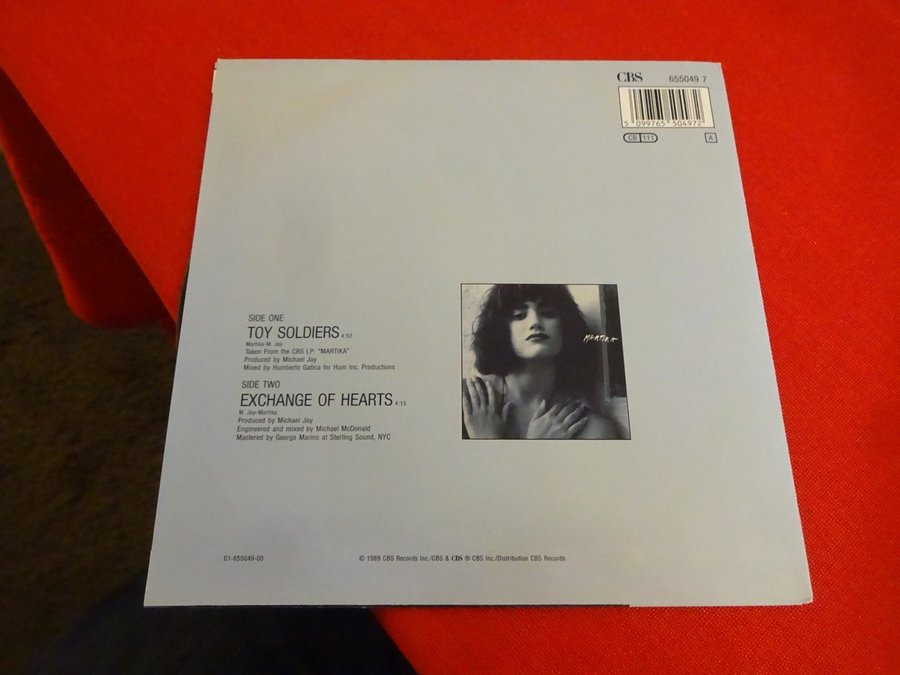 CBS 655049 7
5 099765 504972
CB 111 A
SIDE ONE
TOY SOLDIERS 4:52
Martika-M. Jay
Taken From the CBS LP: "MARTIKA"
Produced by Michael Jay
Mixed by Humberto Gatica for Hum Inc. Productions
MARTIKA
SIDE TWO
EXCHANGE OF HEARTS 4:15
M. Jay-Martika
Produced by Michael Jay
Engineered and mixed by Michael McDonald
Mastered by George Marino at Sterling Sound, NYC
01-655049-00
© 1989 CBS Records Inc./CBS & CBS ® CBS Inc./Distribution CBS Records